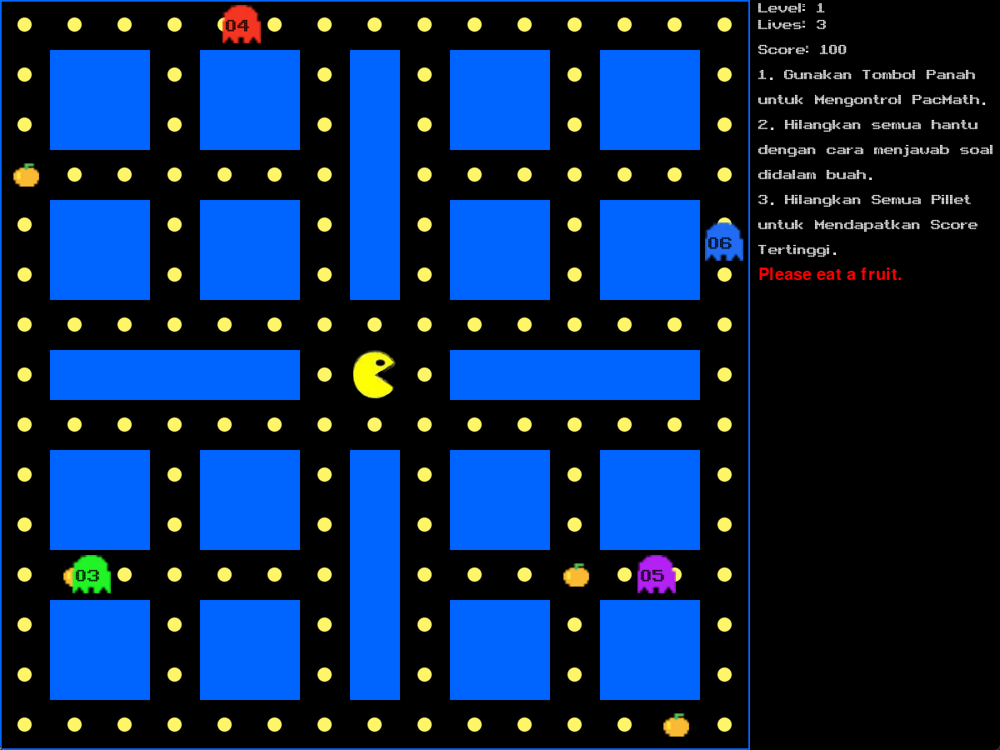 Level: 1
Lives: 3
Score: 100
1. Gunakan Tombol Panah
untuk Mengontrol PacMath.
2. Hilangkan semua hantu
dengan cara menjawab soal
didalam buah.
3. Hilangkan Semua Pillet
untuk Mendapatkan Score
Tertinggi.
Please eat a fruit.
04
06
03
05